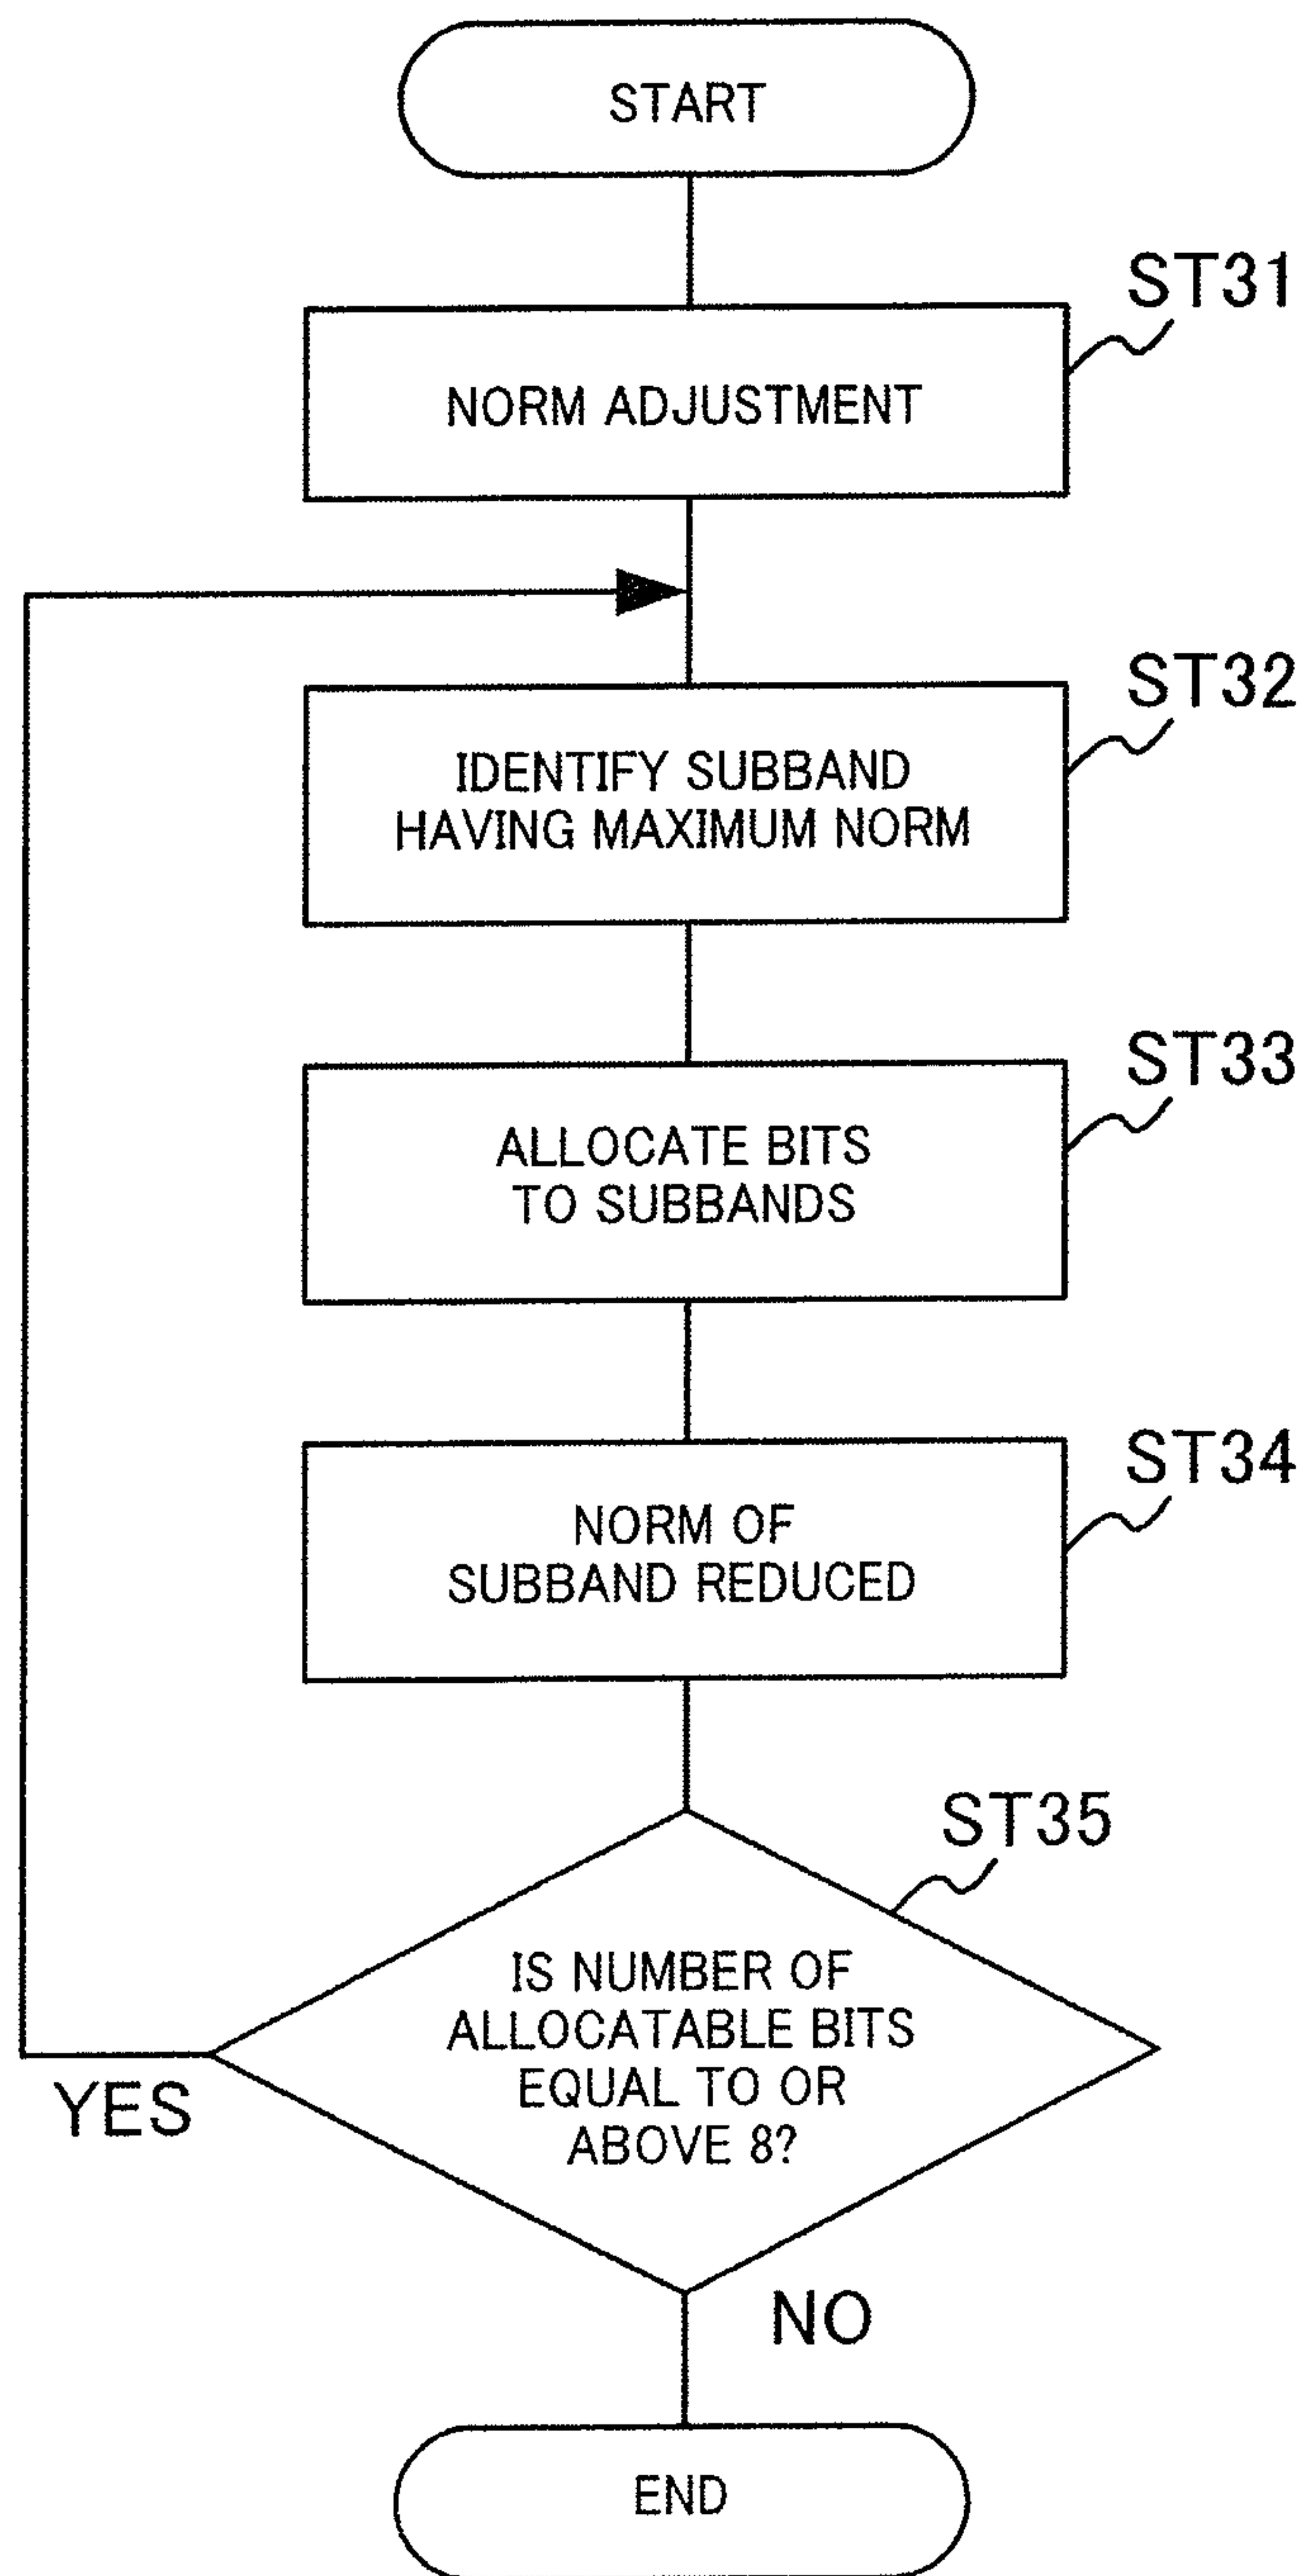 START
ST31
NORM ADJUSTMENT
ST32
IDENTIFY SUBBAND
HAVING MAXIMUM NORM
ST33
ALLOCATE BITS
TO SUBBANDS
ST34
NORM OF
SUBBAND REDUCED
ST35
IS NUMBER OF
ALLOCATABLE BITS
EQUAL TO OR
ABOVE 8?
YES
NO
END